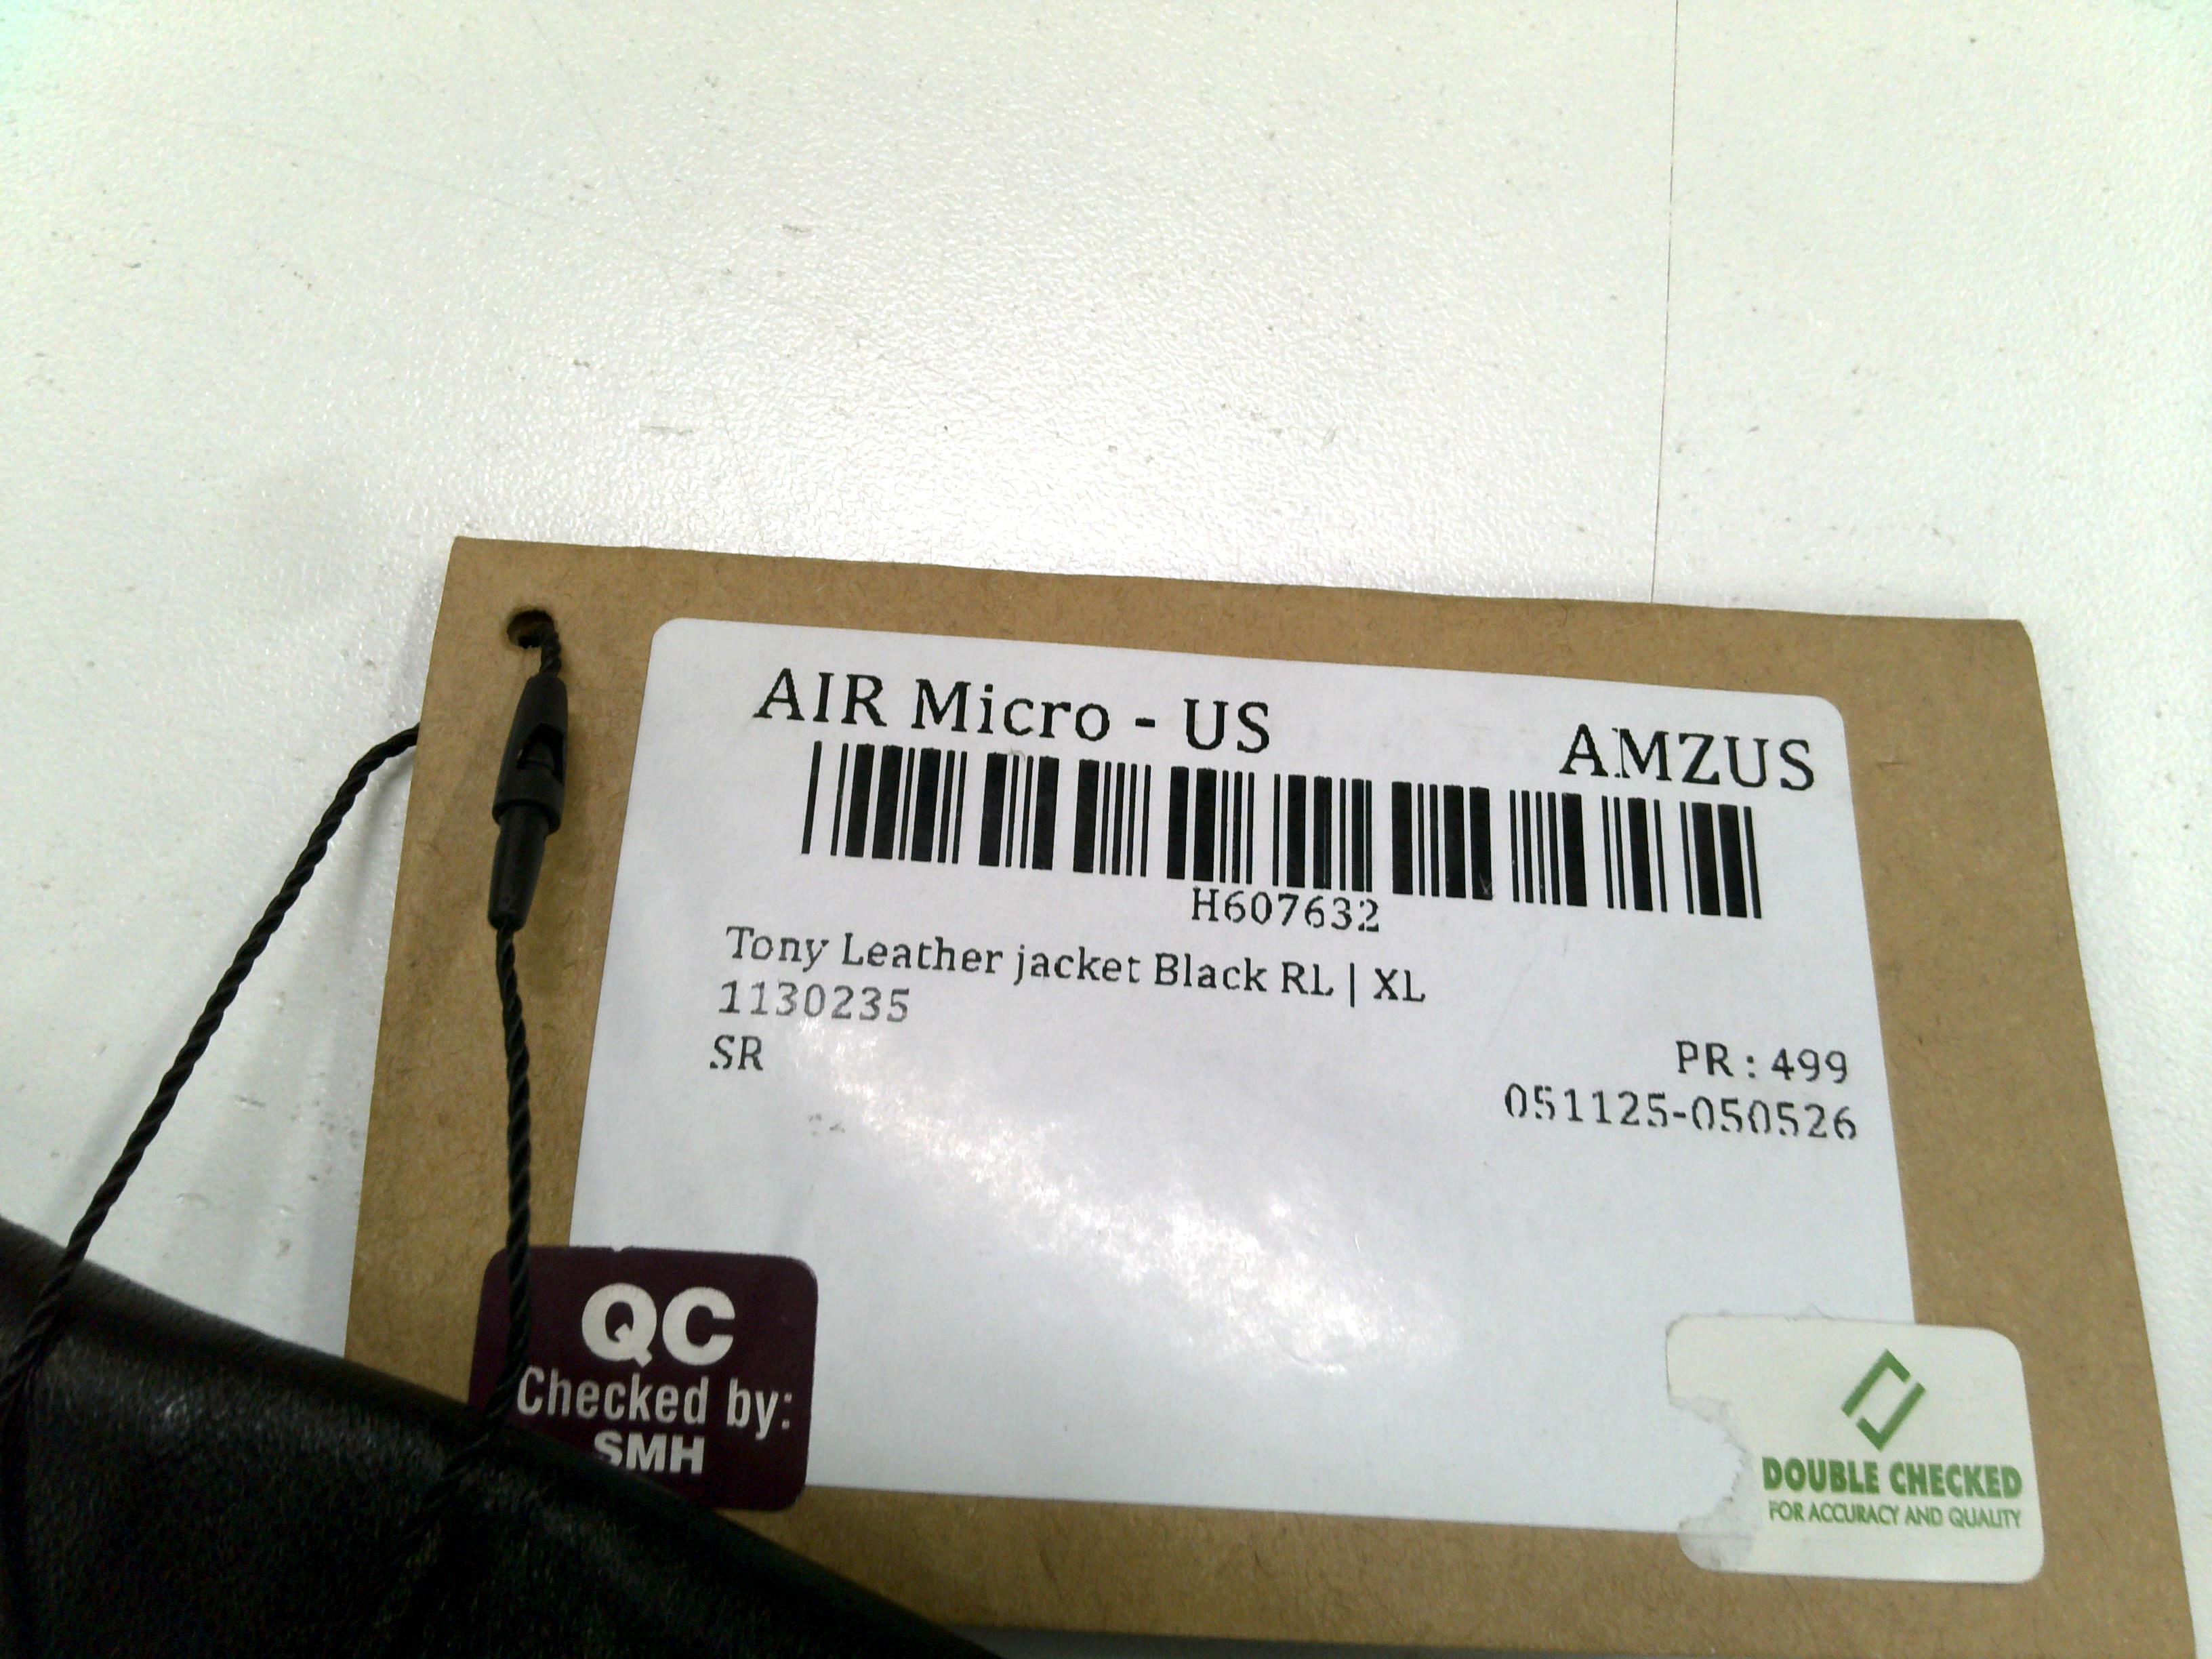 AIR Micro - US
AMZUS
H607632
Tony Leather jacket Black RL | XL
1130235
SR
PR : 499
051125-050526
QC
Checked by:
SMH
DOUBLE CHECKED
FOR ACCURACY AND QUALITY